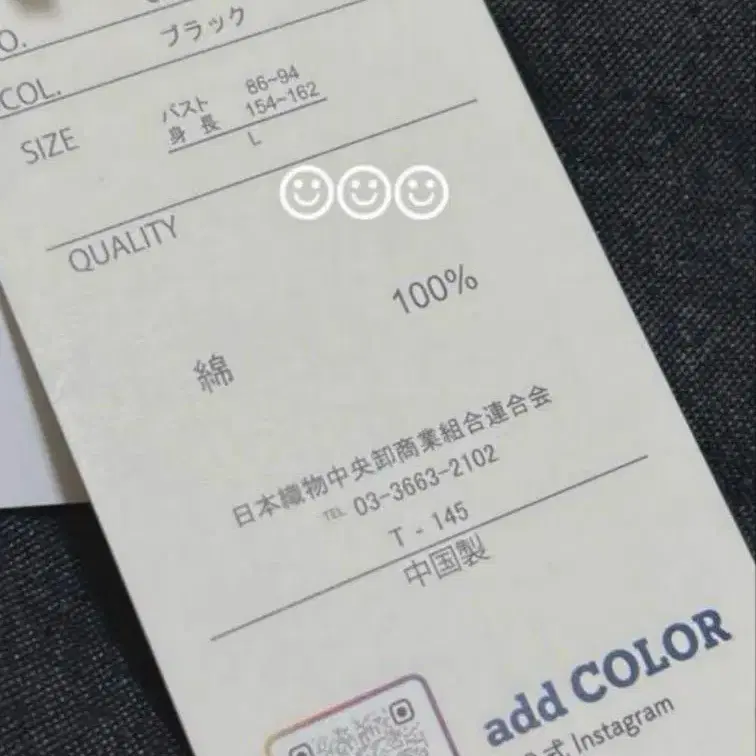 O.
COL. ブラック
SIZE バスト 86-94
身長 154-162
L
QUALITY
綿 100%
日本織物中央卸商業組合連合会
TEL 03-3663-2102
T - 145
中国製
add COLOR
式 Instagram